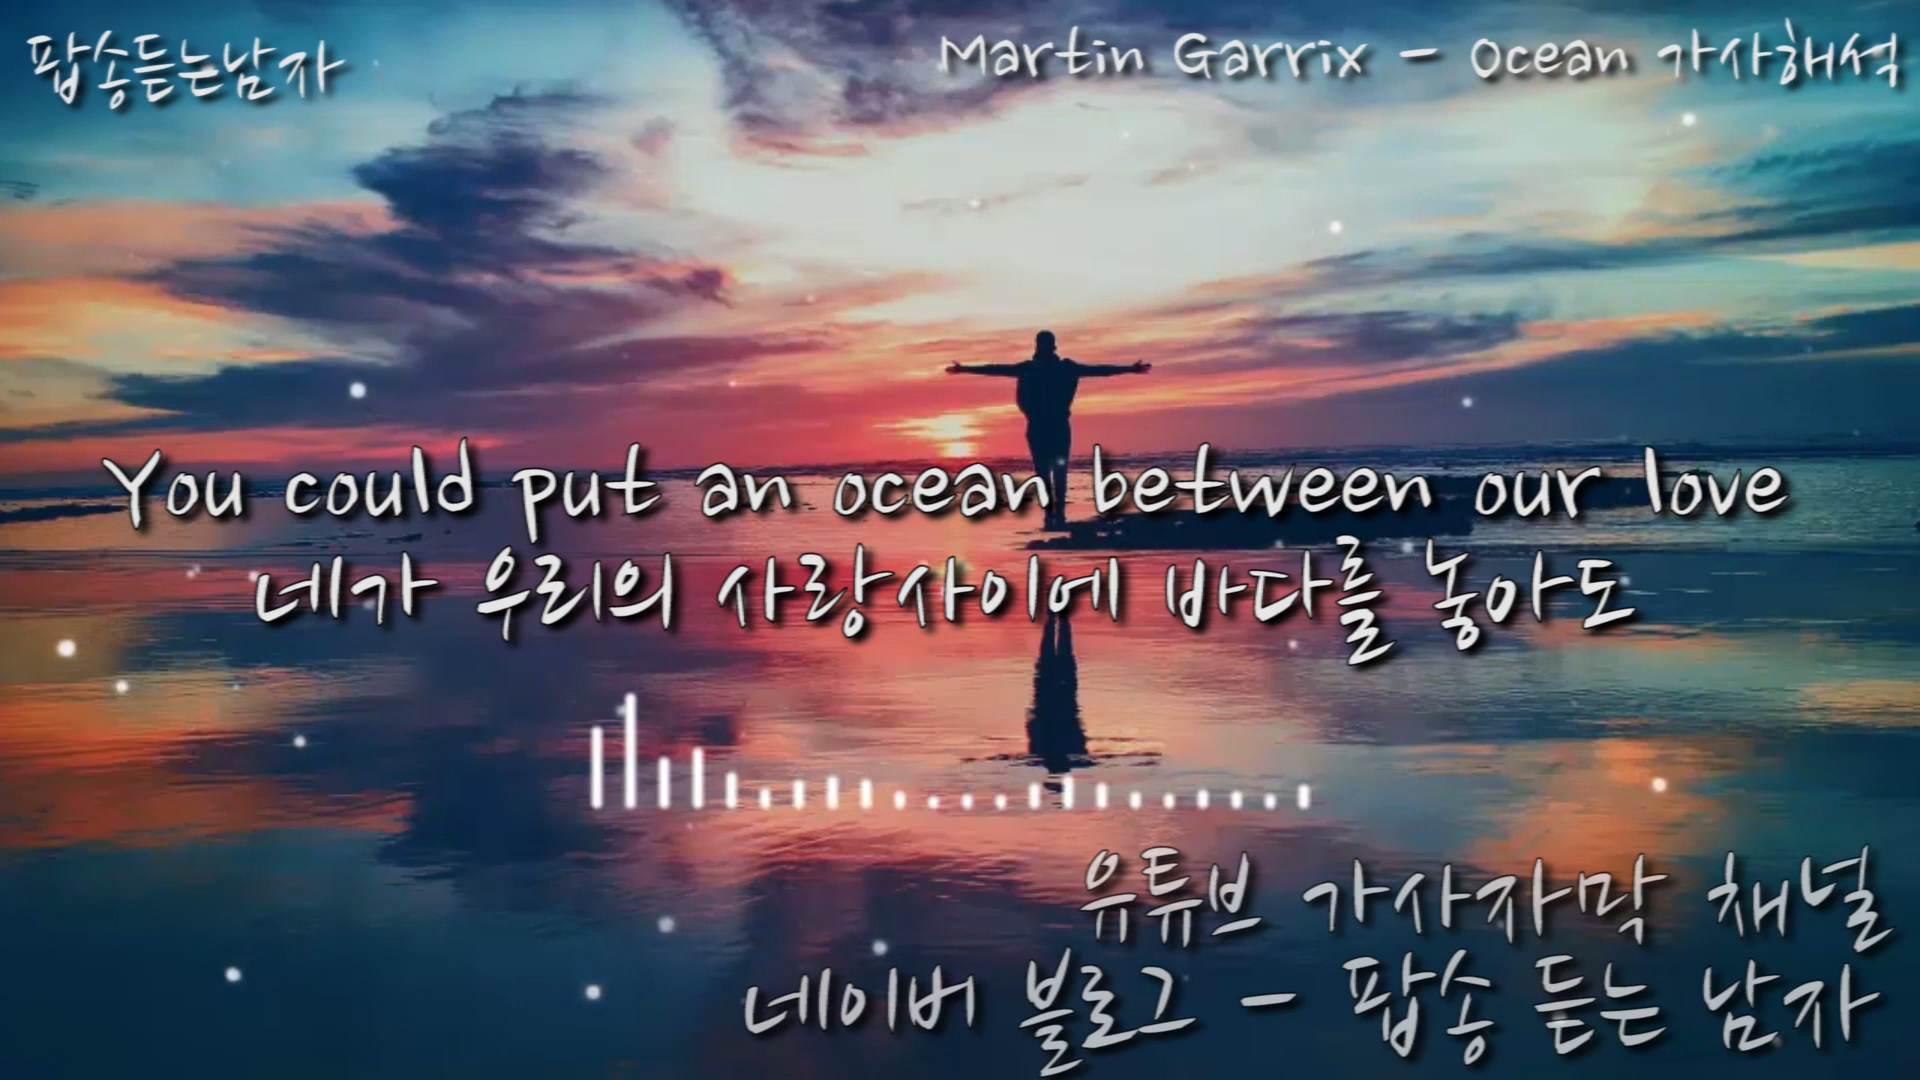 팝송듣는남자
Martin Garrix - Ocean 가사해석
You could put an ocean between our love
네가 우리의 사랑사이에 바다를 놓아도
유튜브 가사자막 채널
네이버 블로그 - 팝송 듣는 남자